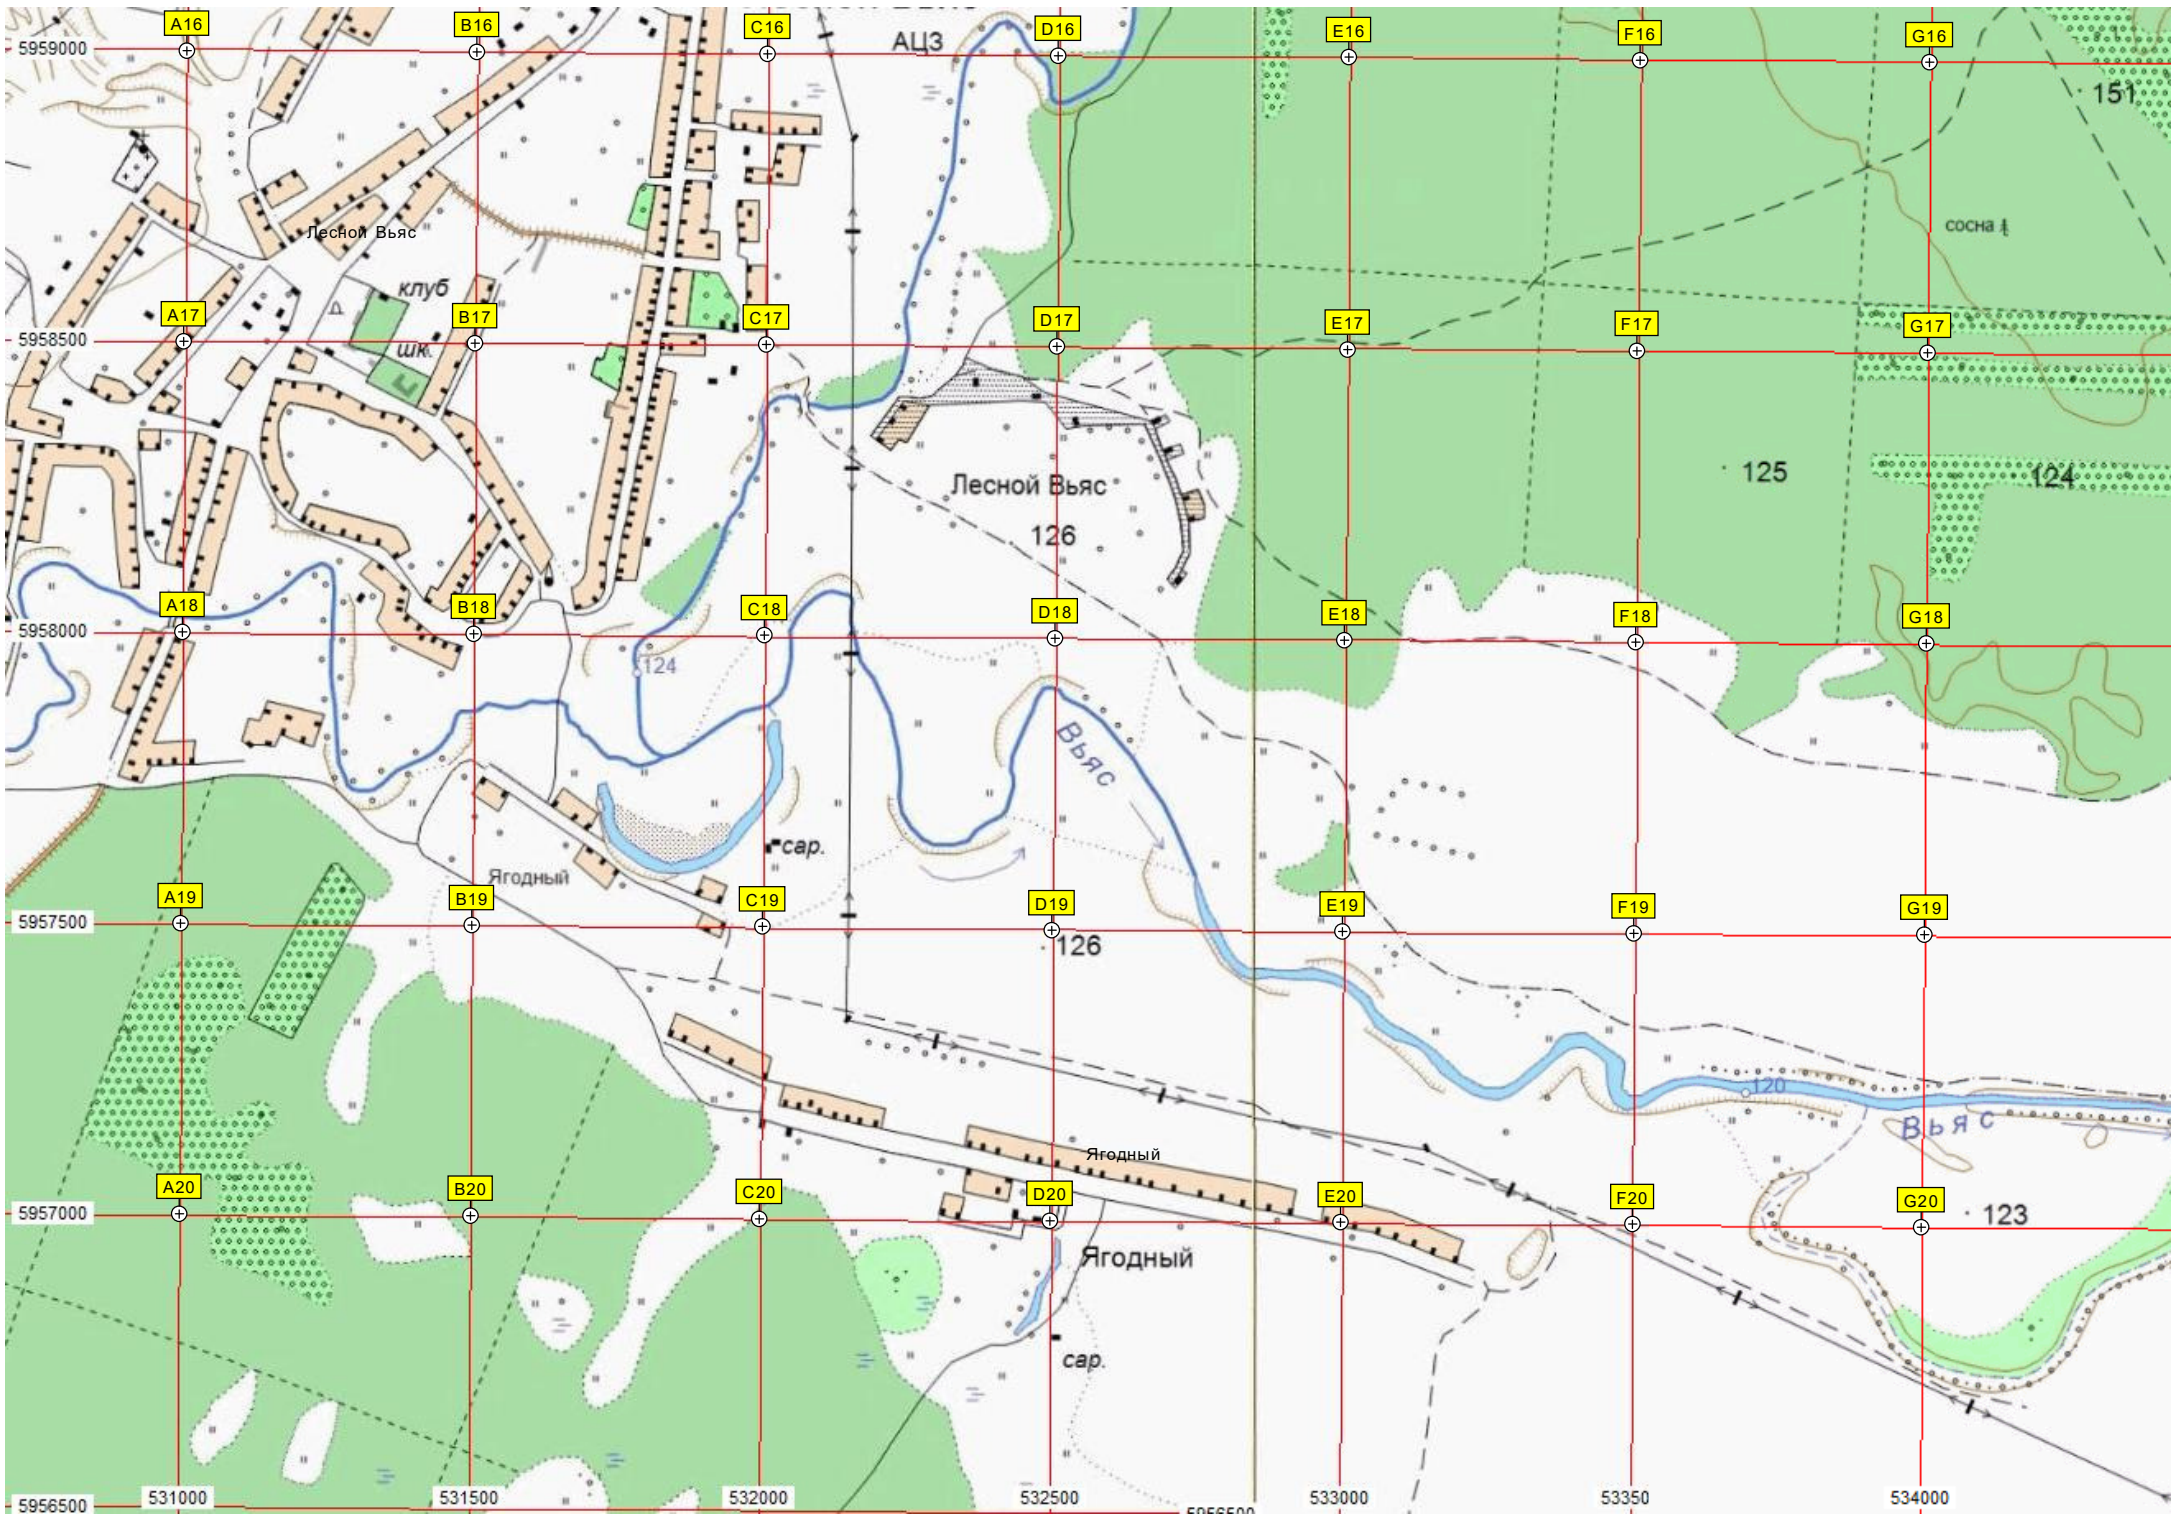 A16 B16 C16 D16 E16 F16 G16
5959000
АЦЗ
151
Лесной Вьяс
сосна
клуб
A17 B17 C17 D17 E17 F17 G17
5958500
шк.
Лесной Вьяс
125
124
126
A18 B18 C18 D18 E18 F18 G18
5958000
124
Вьяс
сар.
Ягодный
A19 B19 C19 D19 E19 F19 G19
5957500
126
120
Вьяс
Ягодный
A20 B20 C20 D20 E20 F20 G20
5957000
123
Ягодный
сар.
531000 531500 532000 532500 533000 53350 534000
5956500